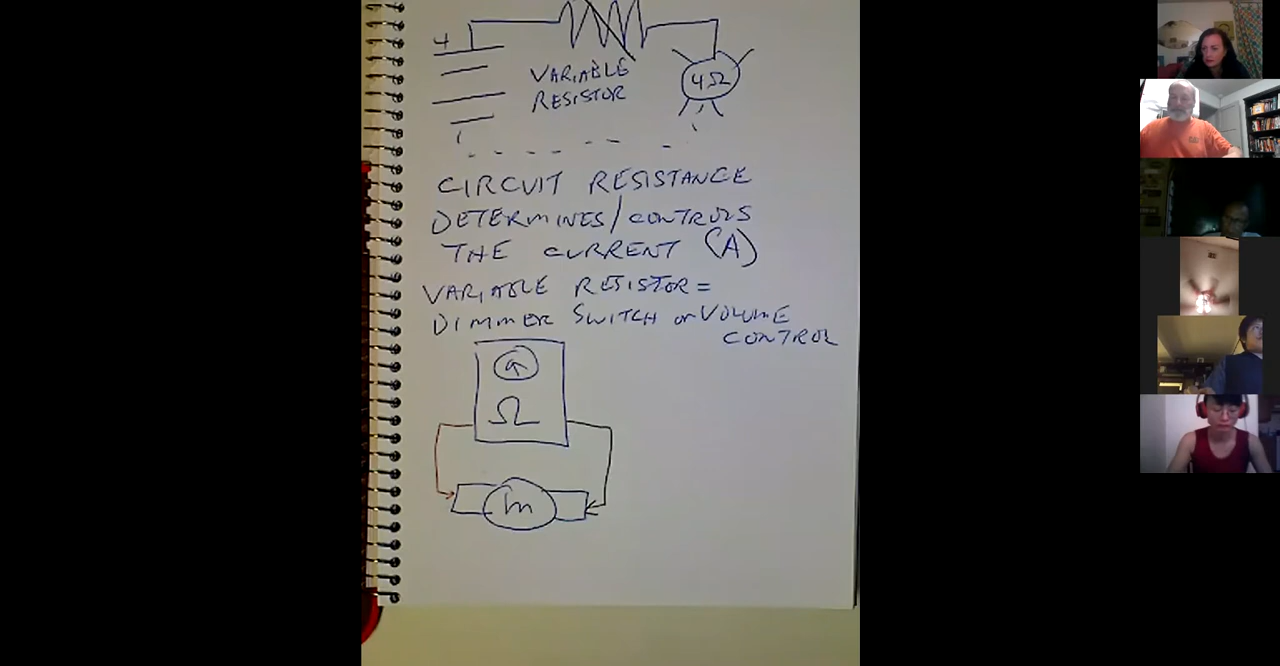 4
VARIABLE
RESISTOR
4Ω
CIRCUIT RESISTANCE
DETERMINES/CONTROLS
THE CURRENT (A)
VARIABLE RESISTOR =
DIMMER SWITCH or VOLUME
CONTROL
Ω
m